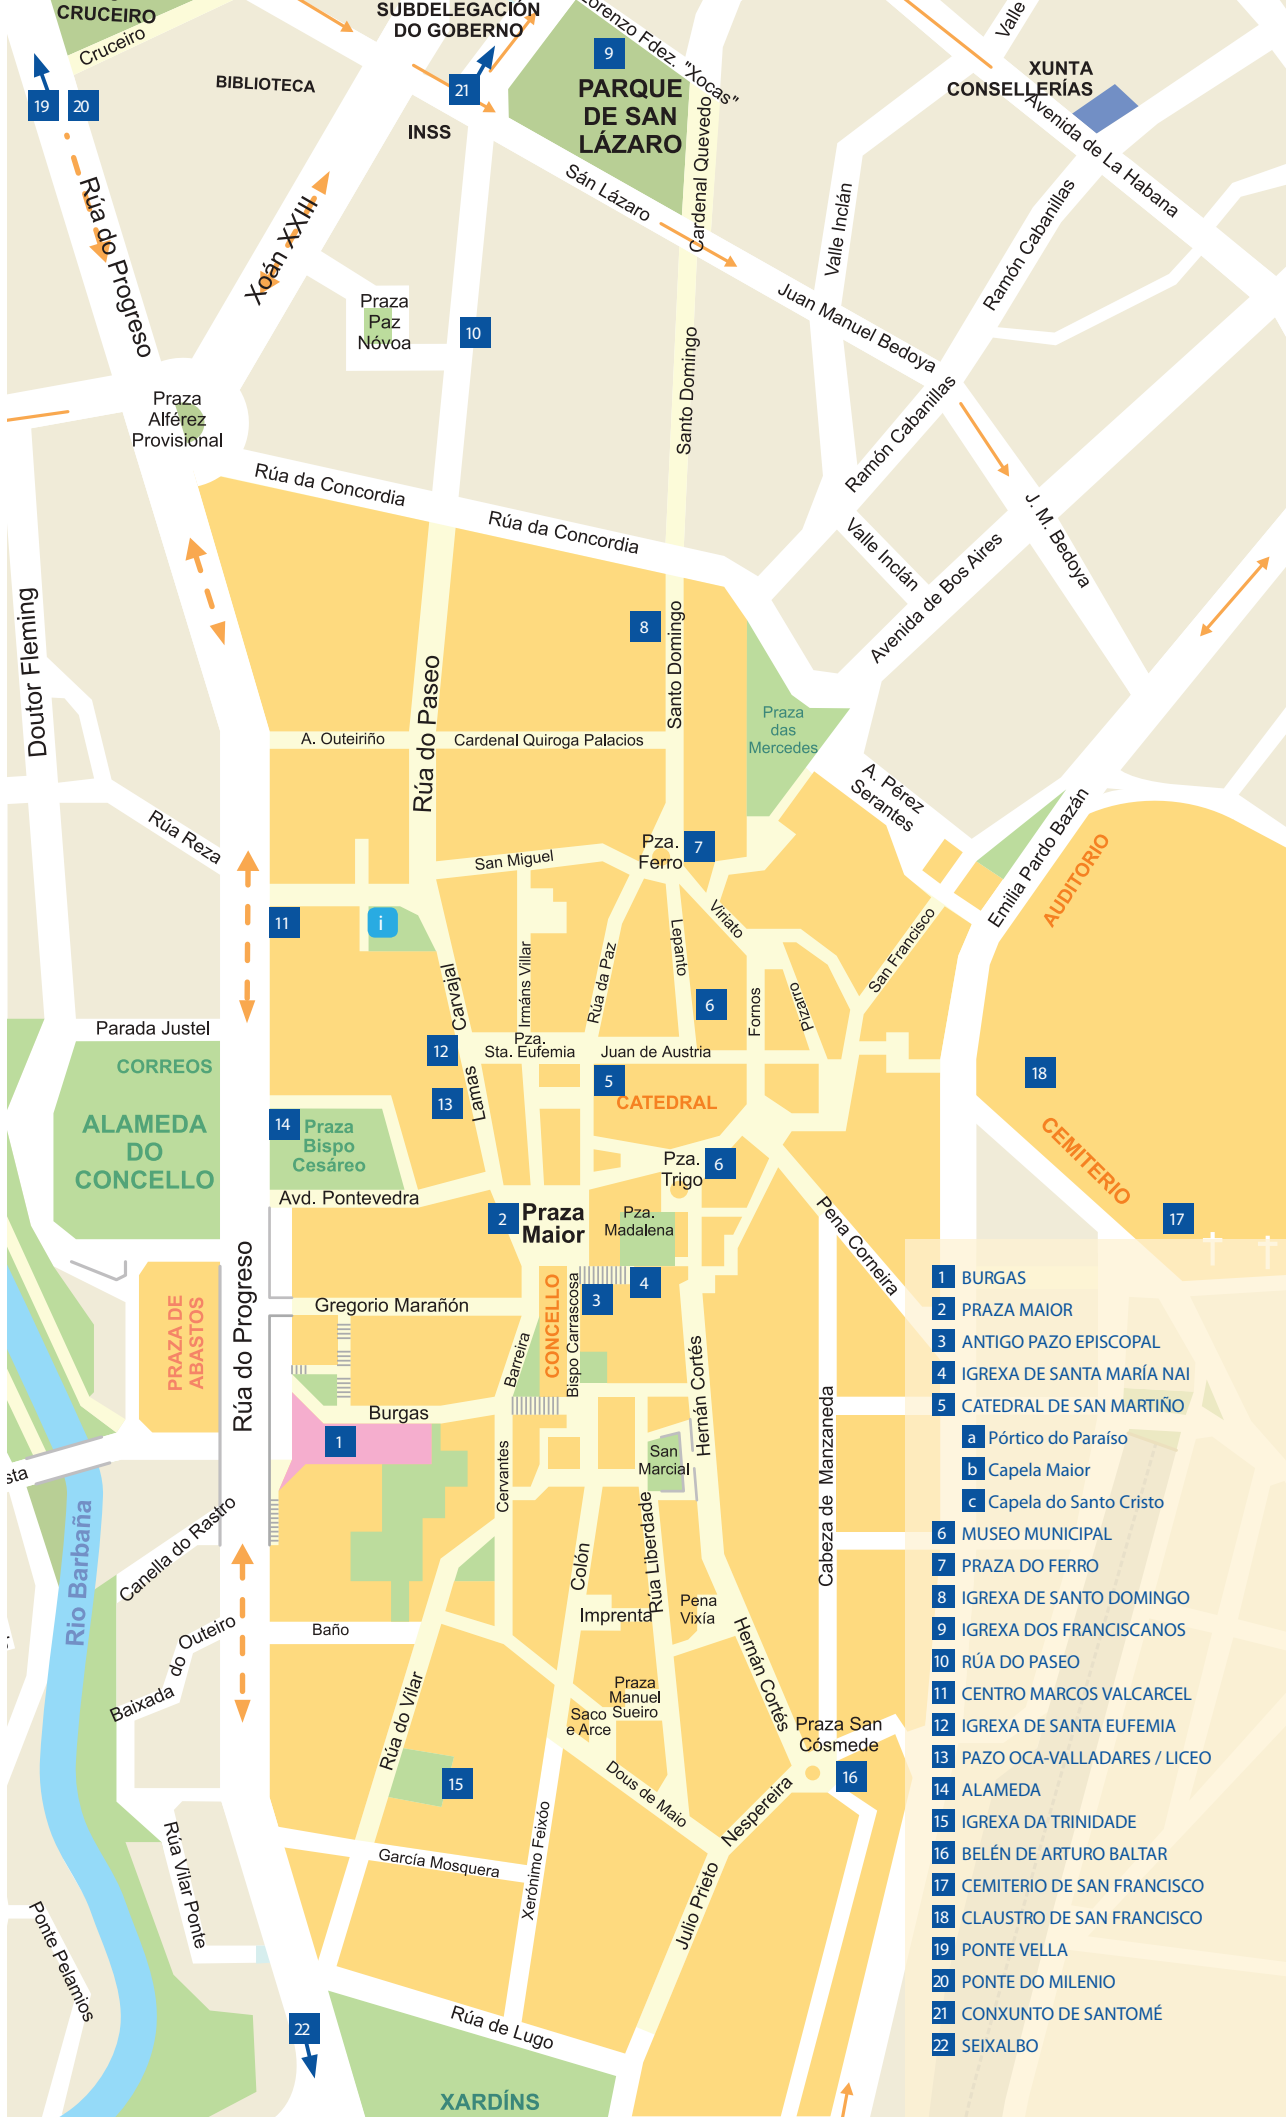 CRUCEIRO
Cruceiro
SUBDELEGACIÓN
DO GOBERNO
BIBLIOTECA
INSS
19
20
21
9
PARQUE
DE SAN
LÁZARO
Lorenzo Fdez. "Xocas"
Cardenal Quevedo
Valle
XUNTA
CONSELLERÍAS
Avenida de La Habana
Sán Lázaro
Valle Inclán
Ramón Cabanillas
Rúa do Progreso
Xoán XXIII
Praza
Paz
Nóvoa
10
Juan Manuel Bedoya
Santo Domingo
Ramón Cabanillas
Praza
Alférez
Provisional
Rúa da Concordia
Rúa da Concordia
Valle Inclán
J. M. Bedoya
Avenida de Bos Aires
Doutor Fleming
8
Santo Domingo
Rúa do Paseo
A. Outeiriño
Cardenal Quiroga Palacios
Praza
das
Mercedes
A. Pérez
Serantes
Emilia Pardo Bazán
AUDITORIO
Rúa Reza
San Miguel
Pza.
Ferro
7
11
i
Viriato
Lepanto
San Francisco
Carvajal
Irmáns Villar
Rúa da Paz
6
Fornos
Pizarro
Parada Justel
12
Pza.
Sta. Eufemia
Juan de Austria
CORREOS
Lamas
13
5
CATEDRAL
18
ALAMEDA
DO
CONCELLO
14
Praza
Bispo
Cesáreo
CEMITERIO
Pza.
Trigo
6
Avd. Pontevedra
2
Praza
Maior
Pza.
Madalena
Pena Corneira
17
Rúa do Progreso
PRAZA DE
ABASTOS
Gregorio Marañón
Barreira
CONCELLO
Bispo Carrascosa
3
4
Hernán Cortés
Burgas
1
Cervantes
San
Marcial
Cabeza de Manzaneda
sta
Rio Barbaña
Canella do Rastro
Colón
Rúa Liberdade
Imprenta
Pena
Vixía
Baixada do Outeiro
Baño
Hernán Cortés
Rúa do Vilar
Praza
Manuel
Sueiro
Saco
e Arce
Praza San
Cósmede
15
16
Dous de Maio
Nespereira
Rúa Vilar Ponte
García Mosquera
Xerónimo Feixóo
Julio Prieto
Ponte Pelamios
22
Rúa de Lugo
XARDÍNS
1 BURGAS
2 PRAZA MAIOR
3 ANTIGO PAZO EPISCOPAL
4 IGREXA DE SANTA MARÍA NAI
5 CATEDRAL DE SAN MARTIÑO
a Pórtico do Paraíso
b Capela Maior
c Capela do Santo Cristo
6 MUSEO MUNICIPAL
7 PRAZA DO FERRO
8 IGREXA DE SANTO DOMINGO
9 IGREXA DOS FRANCISCANOS
10 RÚA DO PASEO
11 CENTRO MARCOS VALCARCEL
12 IGREXA DE SANTA EUFEMIA
13 PAZO OCA-VALLADARES / LICEO
14 ALAMEDA
15 IGREXA DA TRINIDADE
16 BELÉN DE ARTURO BALTAR
17 CEMITERIO DE SAN FRANCISCO
18 CLAUSTRO DE SAN FRANCISCO
19 PONTE VELLA
20 PONTE DO MILENIO
21 CONXUNTO DE SANTOMÉ
22 SEIXALBO